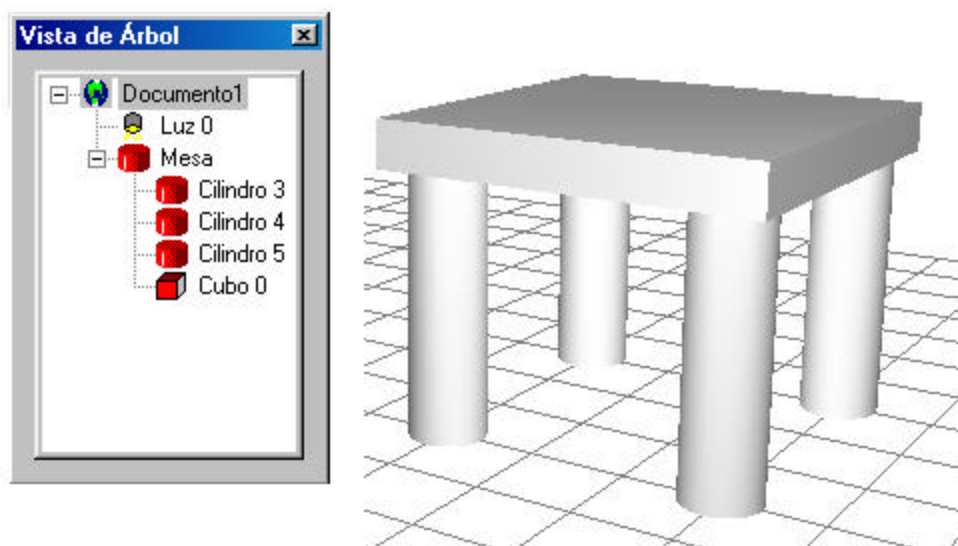 Vista de Árbol
Documento1
Luz 0
Mesa
Cilindro 3
Cilindro 4
Cilindro 5
Cubo 0